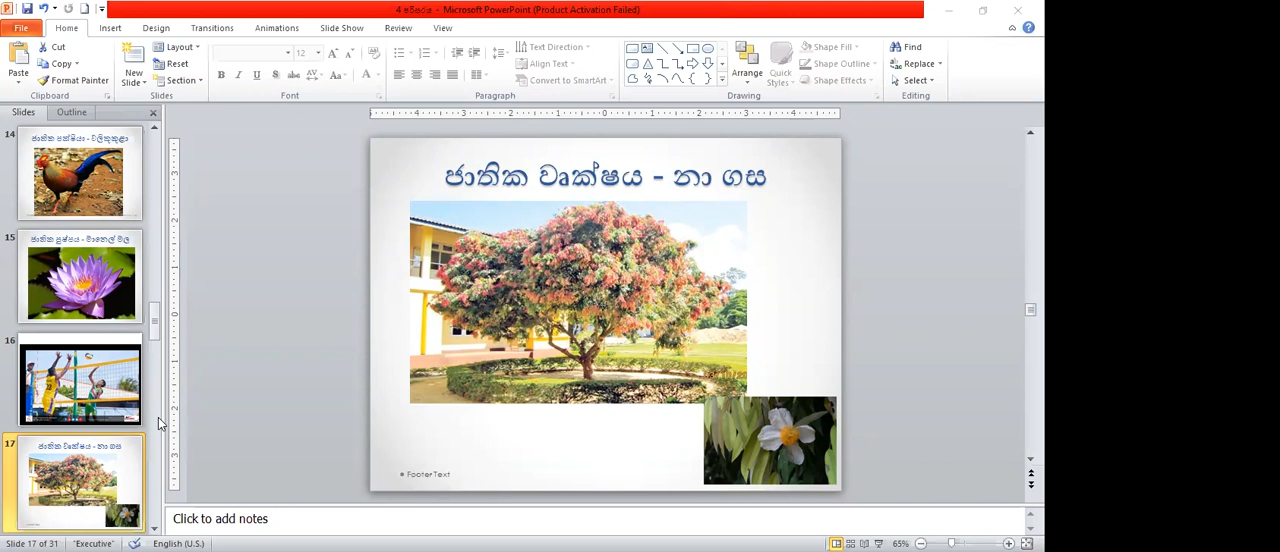 4 පරිසරය - Microsoft PowerPoint (Product Activation Failed)
File Home Insert Design Transitions Animations Slide Show Review View
Paste
Cut
Copy
Format Painter
Clipboard
New Slide
Layout
Reset
Section
Slides
12
Font
Text Direction
Align Text
Convert to SmartArt
Paragraph
Arrange
Quick Styles
Shape Fill
Shape Outline
Shape Effects
Drawing
Find
Replace
Select
Editing
Slides Outline
14
ජාතික පක්ෂියා - වලිකුකුළා
15
ජාතික පුෂ්පය - මානෙල් මල
16
17
ජාතික වෘක්ෂය - නා ගස
ජාතික වෘක්ෂය - නා ගස
Footer Text
Click to add notes
Slide 17 of 31 "Executive" English (U.S.) 65%